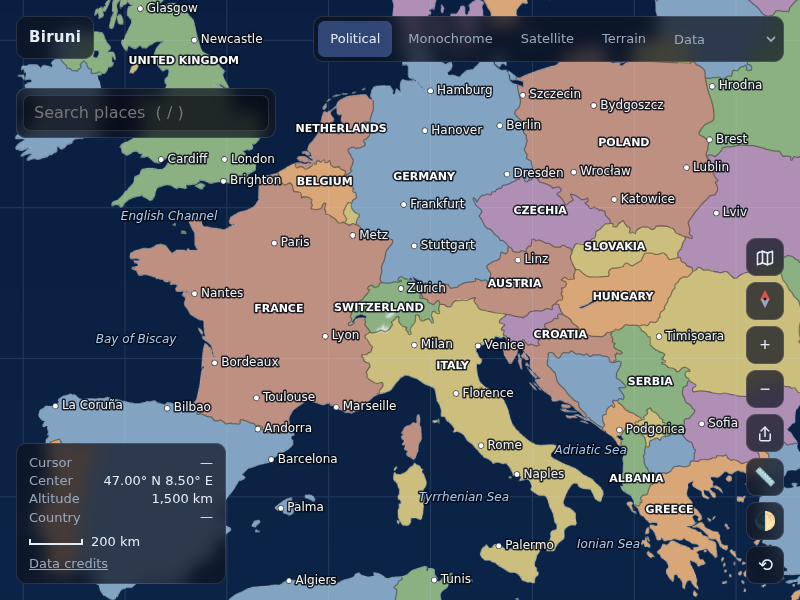 Glasgow
Biruni
Newcastle
Political
Monochrome
Satellite
Terrain
Data
UNITED KINGDOM
Hamburg
Szczecin
Hrodna
Search places ( / )
Bydgoszcz
NETHERLANDS
Hanover
Berlin
POLAND
Brest
Cardiff
London
Dresden
Wrocław
Lublin
Brighton
BELGIUM
GERMANY
Frankfurt
CZECHIA
Katowice
Lviv
English Channel
Paris
Metz
Stuttgart
SLOVAKIA
Linz
AUSTRIA
Nantes
Zürich
FRANCE
SWITZERLAND
HUNGARY
Bay of Biscay
Lyon
Milan
Venice
CROATIA
Timișoara
Bordeaux
ITALY
SERBIA
La Coruña
Bilbao
Toulouse
Marseille
Florence
Andorra
Podgorica
Sofia
Rome
Adriatic Sea
Barcelona
Naples
ALBANIA
Cursor —
Center 47.00° N 8.50° E
Altitude 1,500 km
Country —
200 km
Data credits
Palma
Tyrrhenian Sea
GREECE
Palermo
Ionian Sea
Algiers
Tunis
+
−